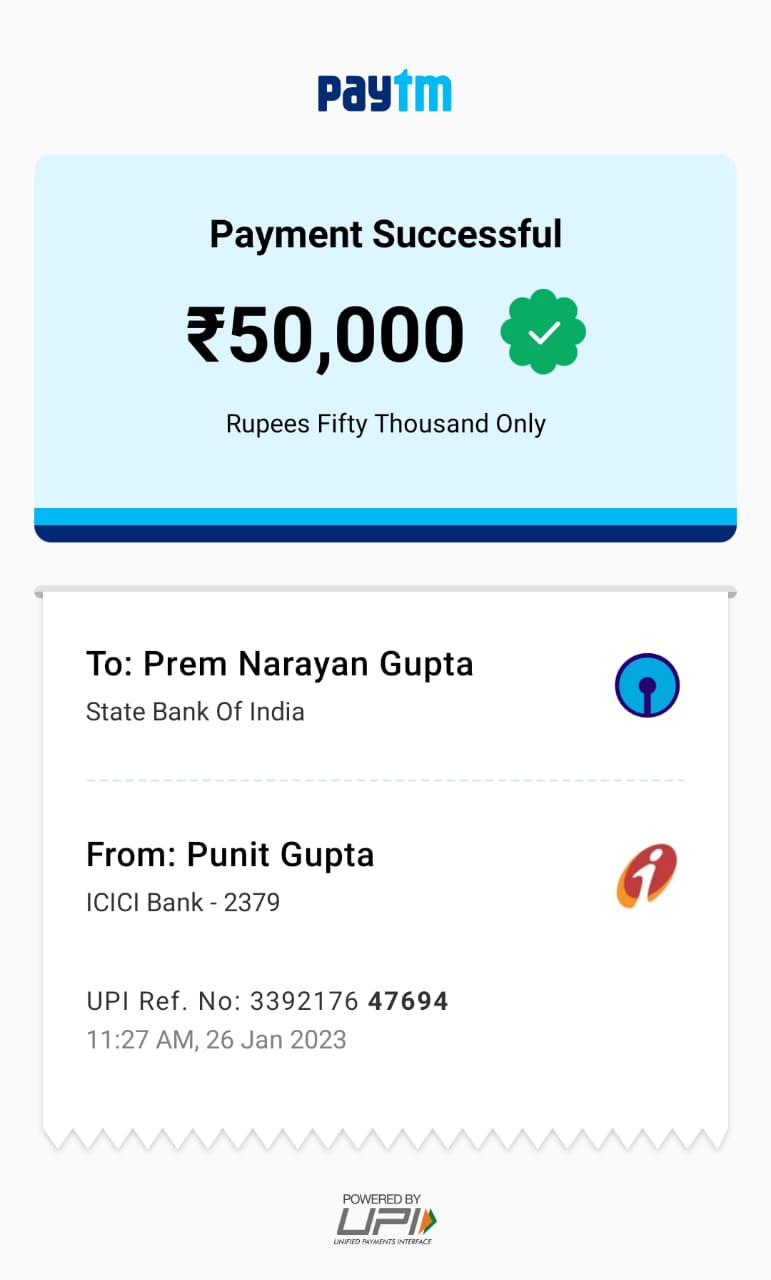 paytm
Payment Successful
₹50,000
Rupees Fifty Thousand Only
To: Prem Narayan Gupta
State Bank Of India
From: Punit Gupta
ICICI Bank - 2379
UPI Ref. No: 3392176 47694
11:27 AM, 26 Jan 2023
POWERED BY
UPI
UNIFIED PAYMENTS INTERFACE